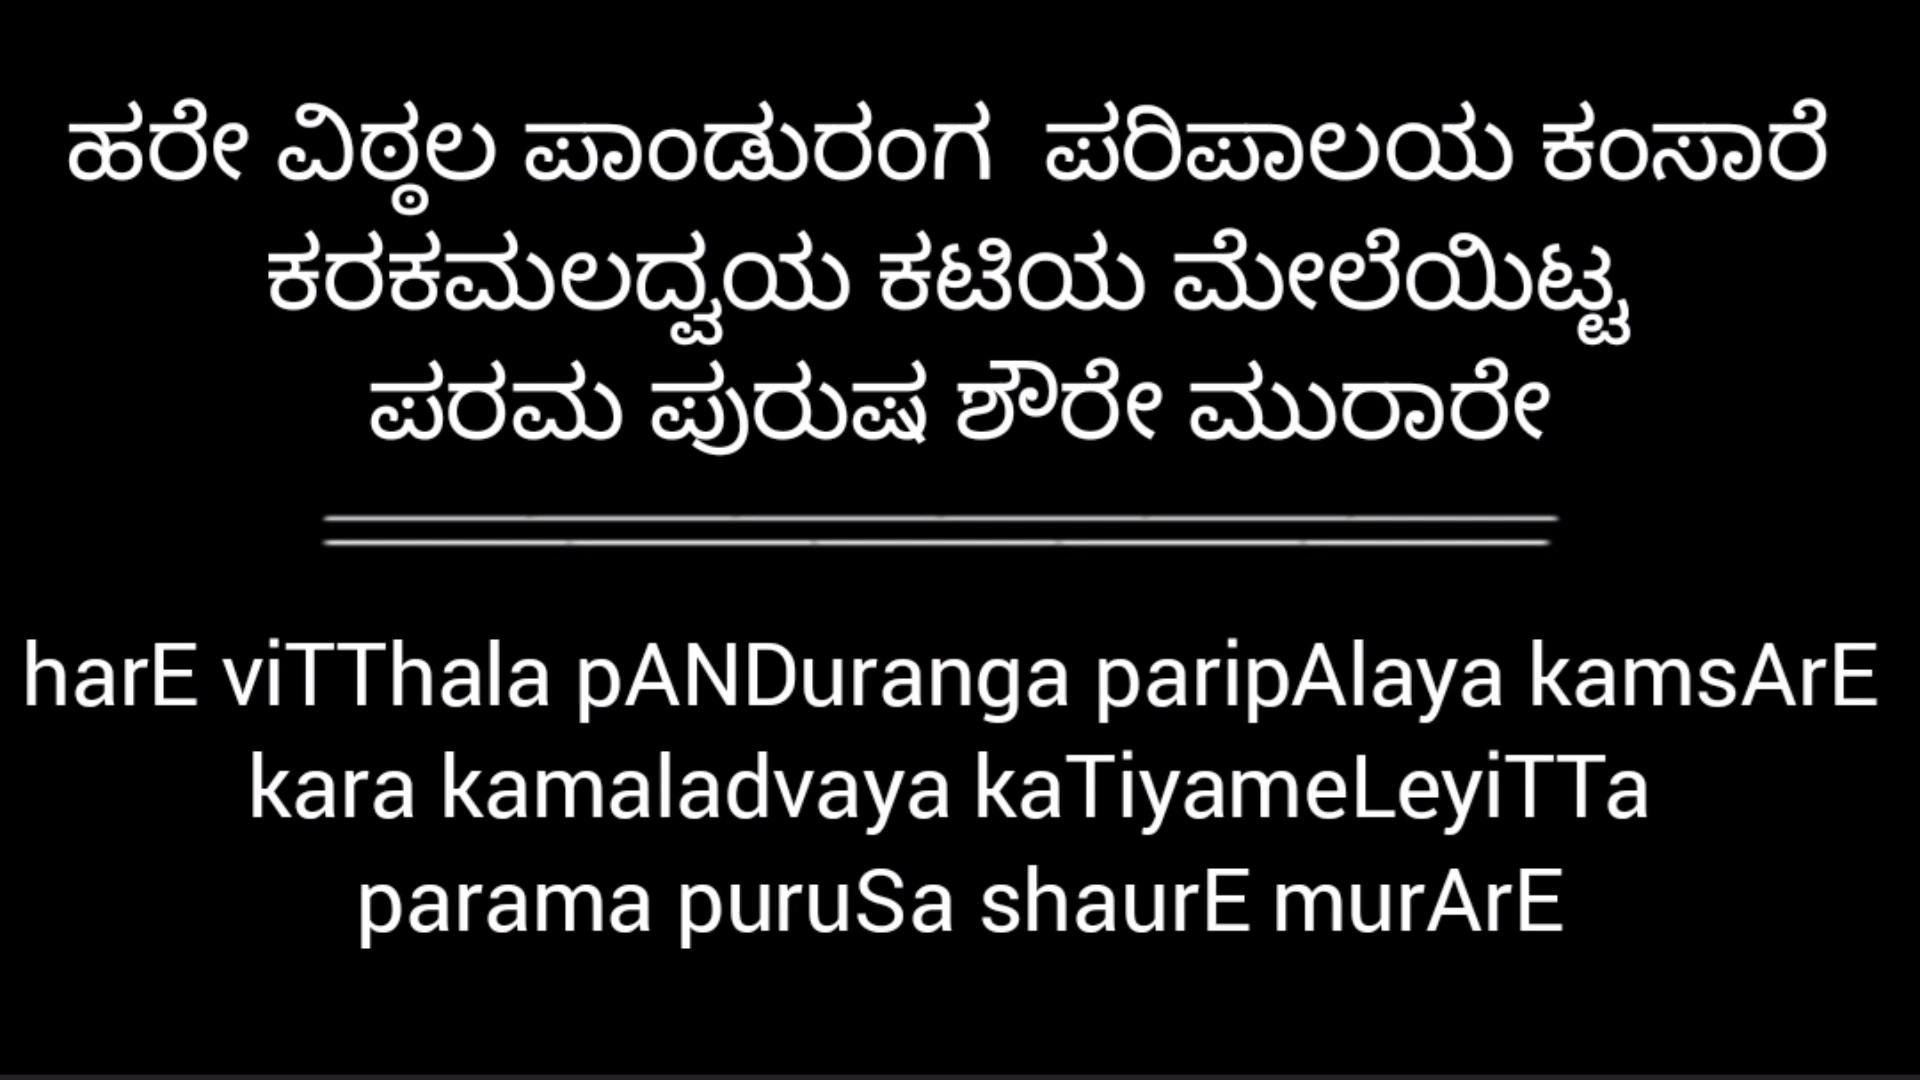 ಹರೇ ವಿಠ್ಠಲ ಪಾಂಡುರಂಗ ಪರಿಪಾಲಯ ಕಂಸಾರೆ
ಕರಕಮಲದ್ವಯ ಕಟಿಯ ಮೇಲೆಯಿಟ್ಟ
ಪರಮ ಪುರುಷ ಶೌರೇ ಮುರಾರೇ
harE viTThala pANDuranga paripAlaya kamsArE
kara kamaladvaya kaTiyameLeyiTTa
parama puruSa shaurE murArE